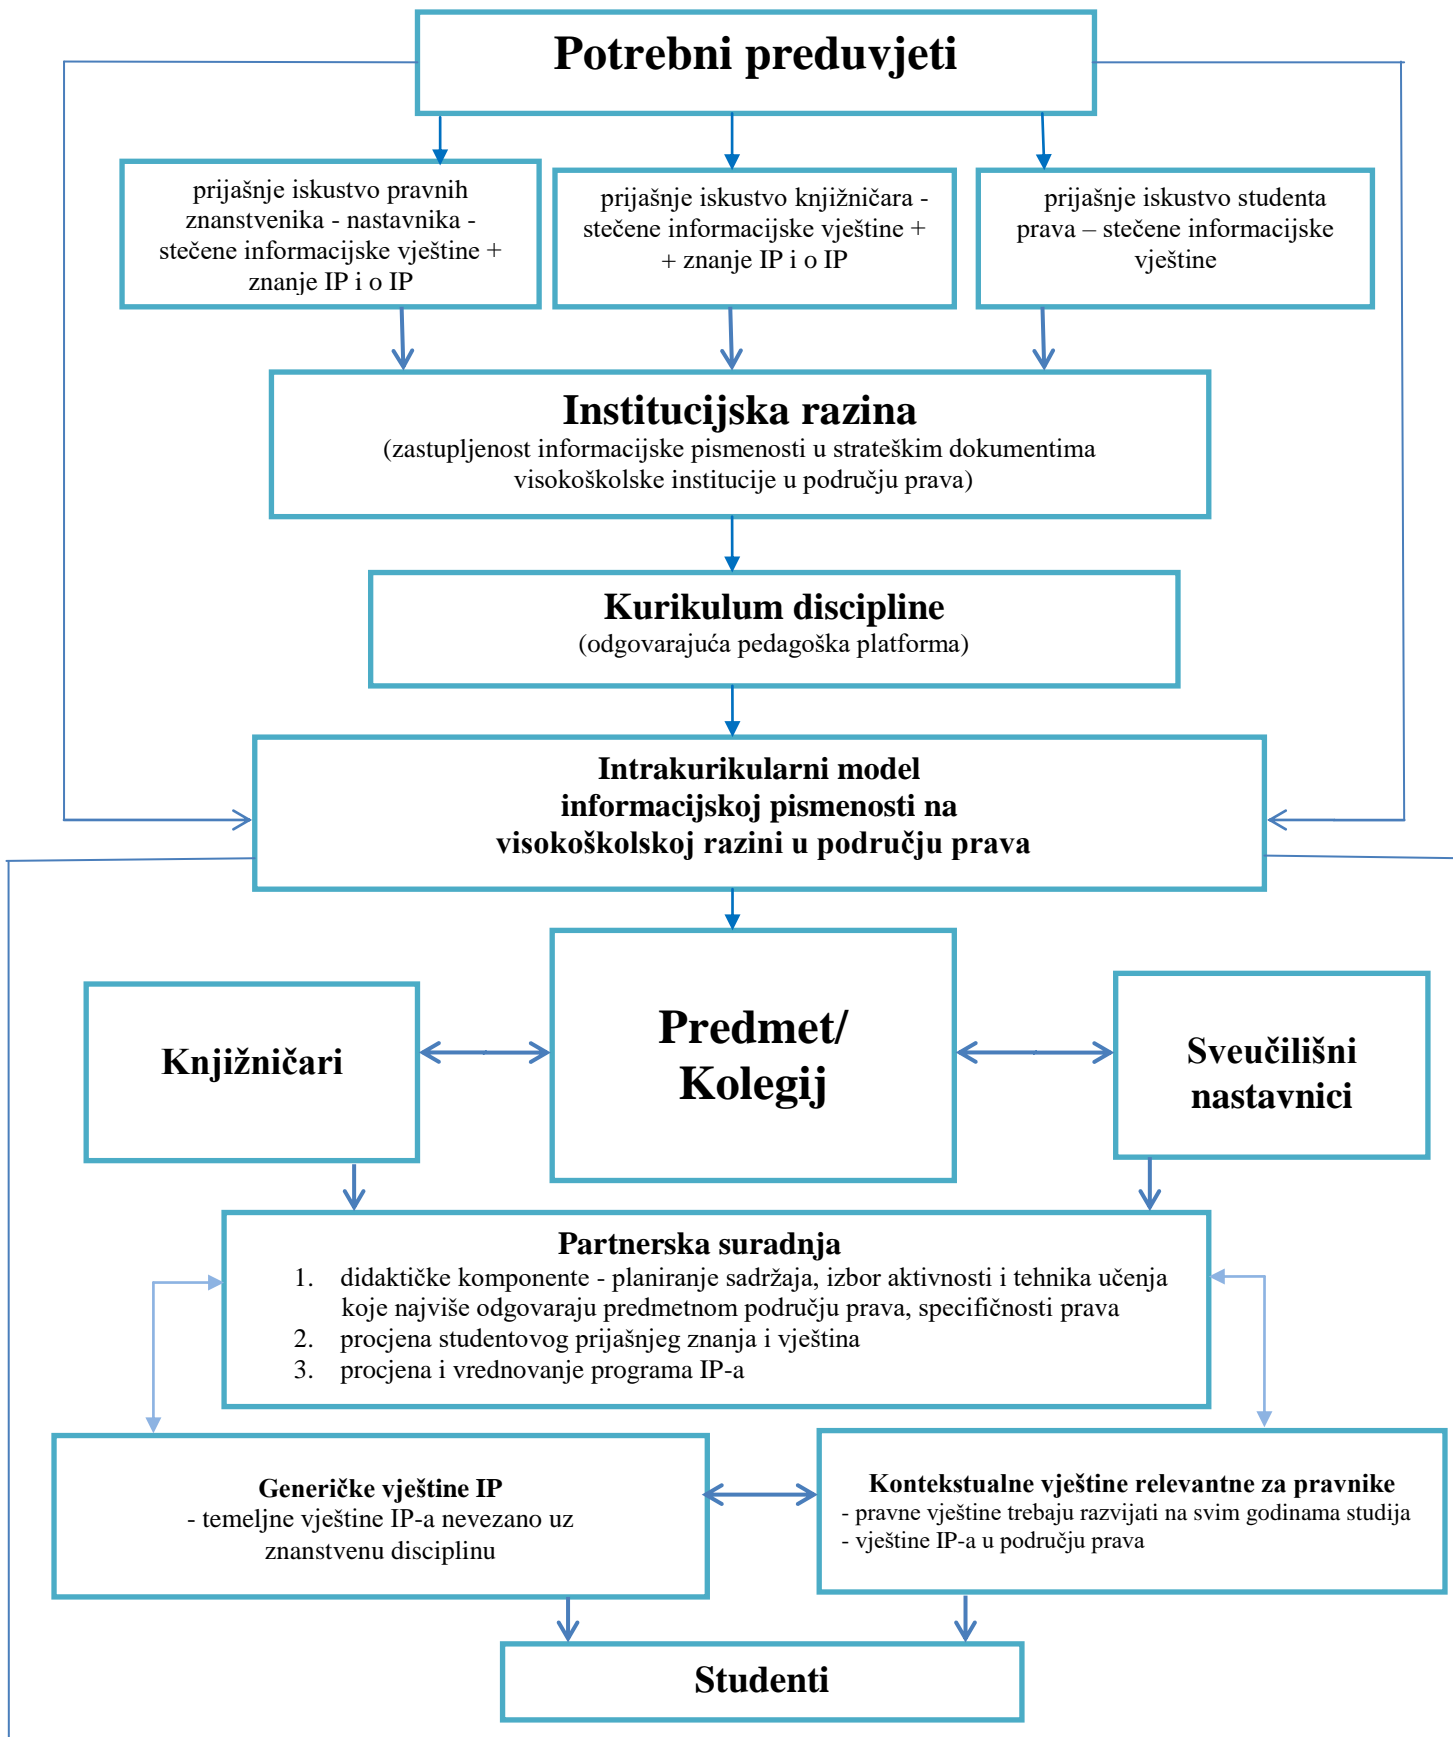 Potrebni preduvjeti
prijašnje iskustvo pravnih
znanstvenika - nastavnika -
stečene informacijske vještine +
znanje IP i o IP
prijašnje iskustvo knjižničara -
stečene informacijske vještine +
+ znanje IP i o IP
prijašnje iskustvo studenta
prava – stečene informacijske
vještine
Institucijska razina
(zastupljenost informacijske pismenosti u strateškim dokumentima
visokoškolske institucije u području prava)
Kurikulum discipline
(odgovarajuća pedagoška platforma)
Intrakurikularni model
informacijskoj pismenosti na
visokoškolskoj razini u području prava
Knjižničari
Predmet/
Kolegij
Sveučilišni
nastavnici
Partnerska suradnja
1. didaktičke komponente - planiranje sadržaja, izbor aktivnosti i tehnika učenja
koje najviše odgovaraju predmetnom području prava, specifičnosti prava
2. procjena studentovog prijašnjeg znanja i vještina
3. procjena i vrednovanje programa IP-a
Generičke vještine IP
- temeljne vještine IP-a nevezano uz
znanstvenu disciplinu
Kontekstualne vještine relevantne za pravnike
- pravne vještine trebaju razvijati na svim godinama studija
- vještine IP-a u području prava
Studenti